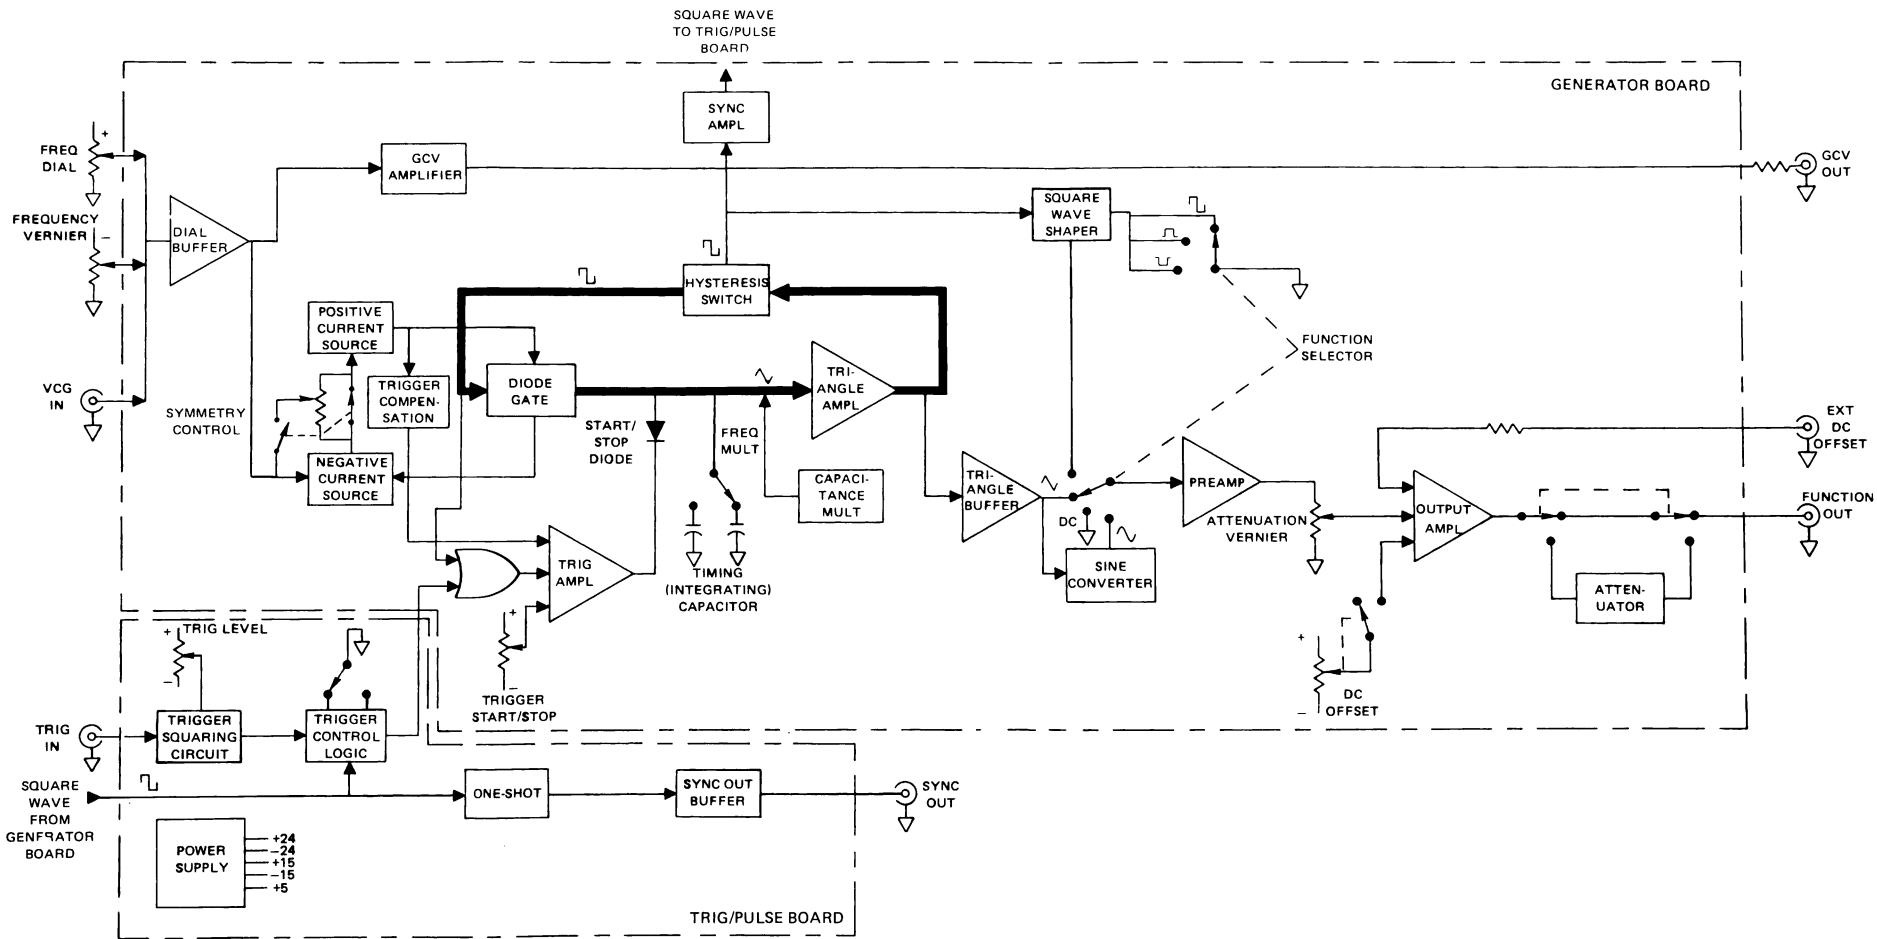 SQUARE WAVE
TO TRIG/PULSE
BOARD
GENERATOR BOARD
SYNC
AMPL
FREQ
DIAL
+
GCV
AMPLIFIER
GCV
OUT
FREQUENCY
VERNIER
−
DIAL
BUFFER
SQUARE
WAVE
SHAPER
HYSTERESIS
SWITCH
POSITIVE
CURRENT
SOURCE
FUNCTION
SELECTOR
VCG
IN
SYMMETRY
CONTROL
TRIGGER
COMPEN-
SATION
DIODE
GATE
TRI-
ANGLE
AMPL
START/
STOP
DIODE
FREQ
MULT
EXT
DC
OFFSET
NEGATIVE
CURRENT
SOURCE
CAPACI-
TANCE
MULT
TRI-
ANGLE
BUFFER
DC
PREAMP
ATTENUATION
VERNIER
OUTPUT
AMPL
FUNCTION
OUT
TRIG
AMPL
TIMING
(INTEGRATING)
CAPACITOR
SINE
CONVERTER
ATTEN-
UATOR
+
−
TRIGGER
START/STOP
+
−
DC
OFFSET
+
−
TRIG LEVEL
TRIG
IN
TRIGGER
SQUARING
CIRCUIT
TRIGGER
CONTROL
LOGIC
SQUARE
WAVE
FROM
GENERATOR
BOARD
ONE-SHOT
SYNC OUT
BUFFER
SYNC
OUT
POWER
SUPPLY
+24
−24
+15
−15
+5
TRIG/PULSE BOARD